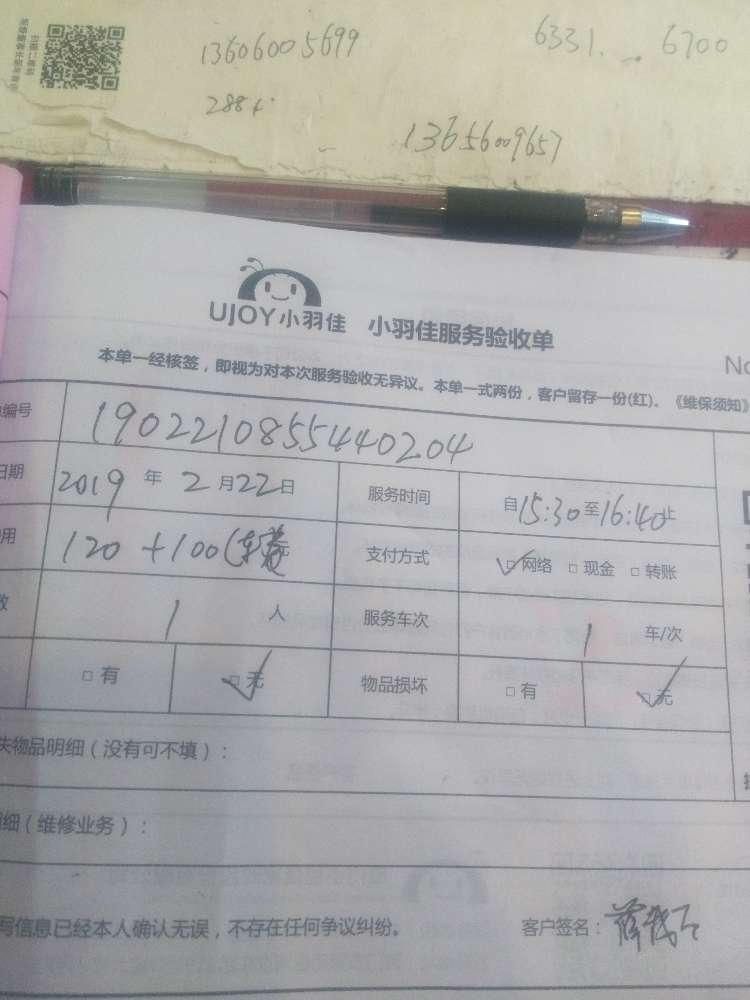 13606005699
6331. 6700
288+
13656009657
UJOY小羽佳 小羽佳服务验收单
No
本单一经核签，即视为对本次服务验收无异议。本单一式两份，客户留存一份(红)。《维保须知》
编号 1902210855440204
日期 2019 年 2 月 22 日 服务时间 自15:30至16:40止
用 120 +100(车费 支付方式 □网络 □现金 □转账
数 1 人 服务车次 1 车/次
□有 □无 物品损坏 □有 □无
失物品明细（没有可不填）：
细（维修业务）：
写信息已经本人确认无误，不存在任何争议纠纷。 客户签名：